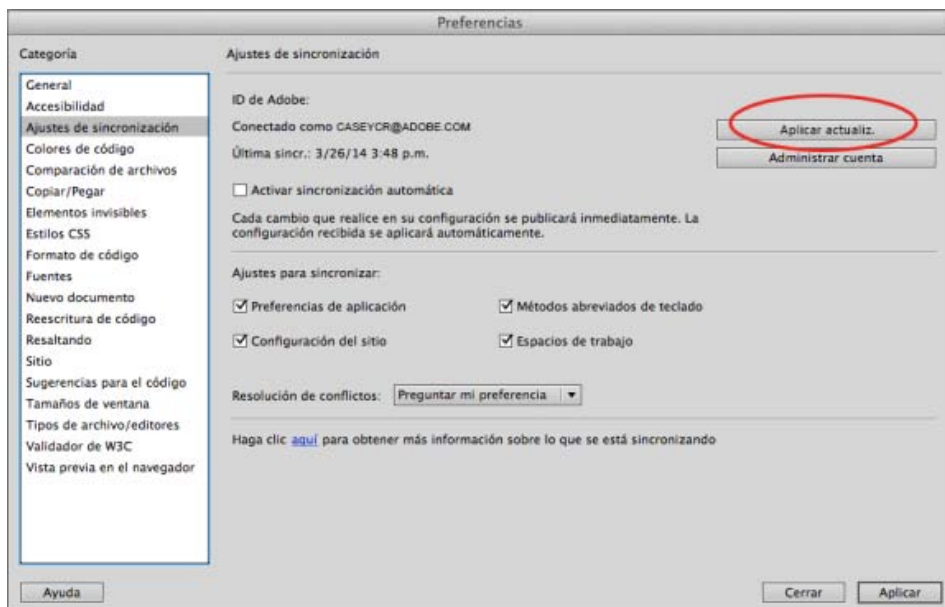 Preferencias
Categoría
General
Accesibilidad
Ajustes de sincronización
Colores de código
Comparación de archivos
Copiar/Pegar
Elementos invisibles
Estilos CSS
Formato de código
Fuentes
Nuevo documento
Reescritura de código
Resaltando
Sitio
Sugerencias para el código
Tamaños de ventana
Tipos de archivo/editores
Validador de W3C
Vista previa en el navegador
Ajustes de sincronización
ID de Adobe:
Conectado como CASEYCR@ADOBE.COM
Aplicar actualiz.
Última sincr.: 3/26/14 3:48 p.m.
Administrar cuenta
Activar sincronización automática
Cada cambio que realice en su configuración se publicará inmediatamente. La
configuración recibida se aplicará automáticamente.
Ajustes para sincronizar:
Preferencias de aplicación
Métodos abreviados de teclado
Configuración del sitio
Espacios de trabajo
Resolución de conflictos: Preguntar mi preferencia
Haga clic aquí para obtener más información sobre lo que se está sincronizando
Ayuda
Cerrar
Aplicar